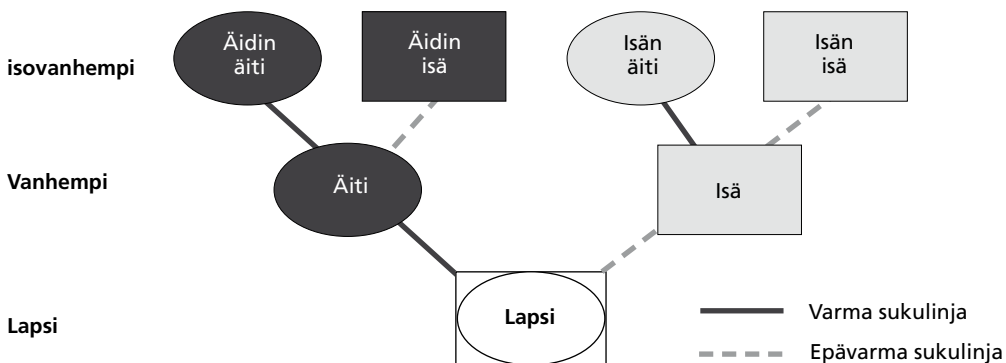 Äidin
äiti
Äidin
isä
Isän
äiti
Isän
isä
isovanhempi
Vanhempi
Äiti
Isä
Lapsi
Lapsi
Varma sukulinja
Epävarma sukulinja